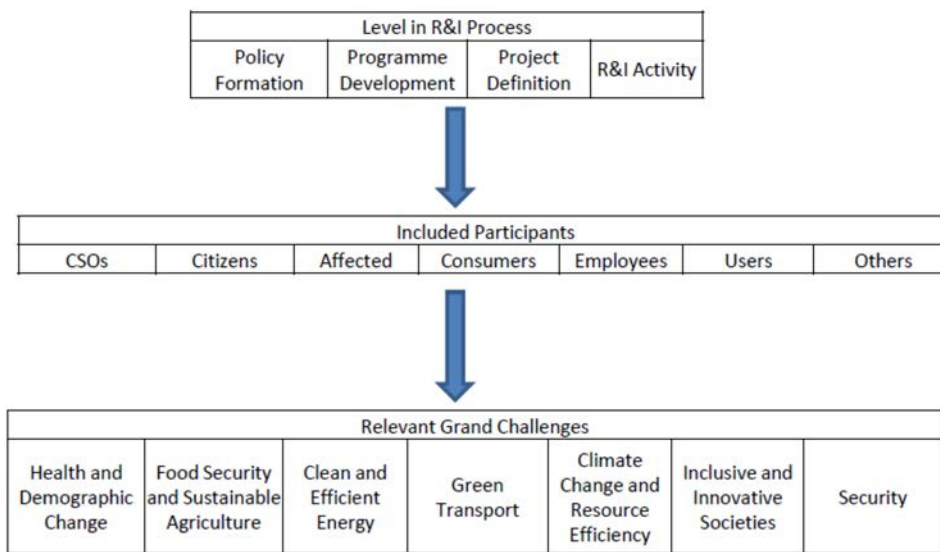 Level in R&I Process
Policy
Formation
Programme
Development
Project
Definition
R&I Activity
Included Participants
CSOs
Citizens
Affected
Consumers
Employees
Users
Others
Relevant Grand Challenges
Health and
Demographic
Change
Food Security
and Sustainable
Agriculture
Clean and
Efficient
Energy
Green
Transport
Climate
Change and
Resource
Efficiency
Inclusive and
Innovative
Societies
Security